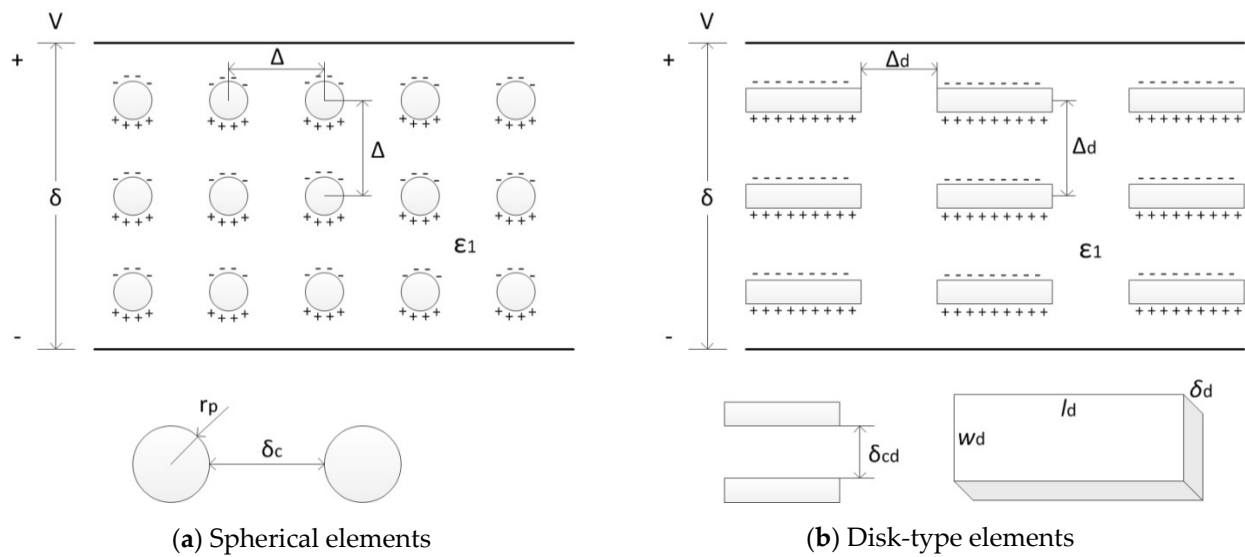 V
+
δ
-
Δ
Δ
ε1
- - - -
+ + + +
rp
δc
(a) Spherical elements
V
+
δ
-
Δd
Δd
ε1
- - - - - - - - -
+ + + + + + + + +
δcd
ld
wd
δd
(b) Disk-type elements